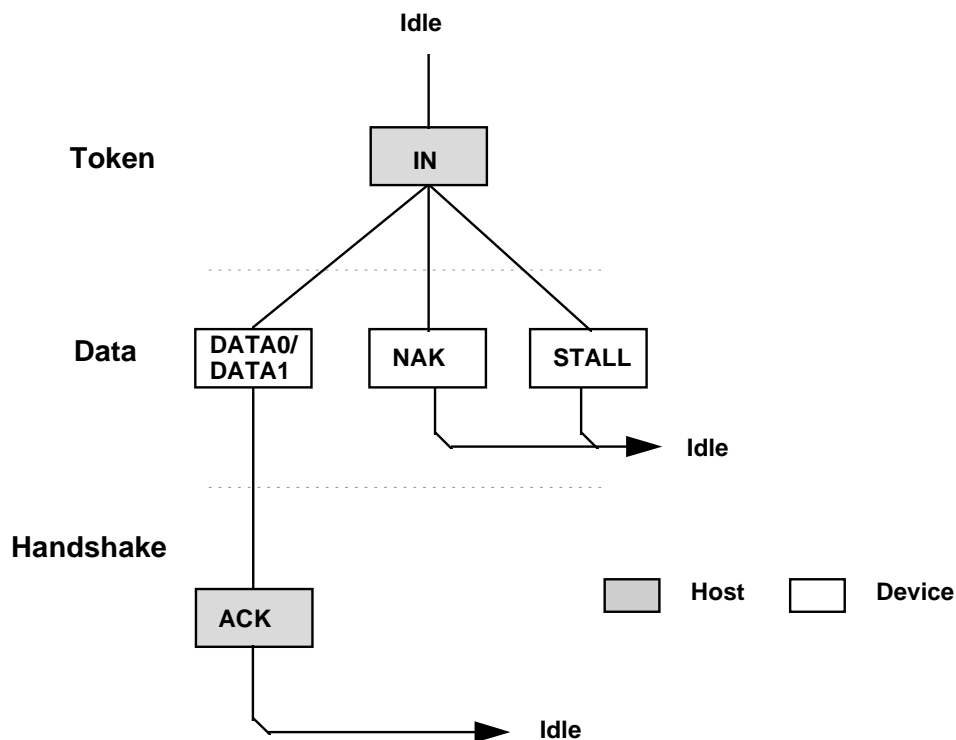 Idle
Token
IN
Data
DATA0/
DATA1
NAK
STALL
Idle
Handshake
ACK
Host
Device
Idle